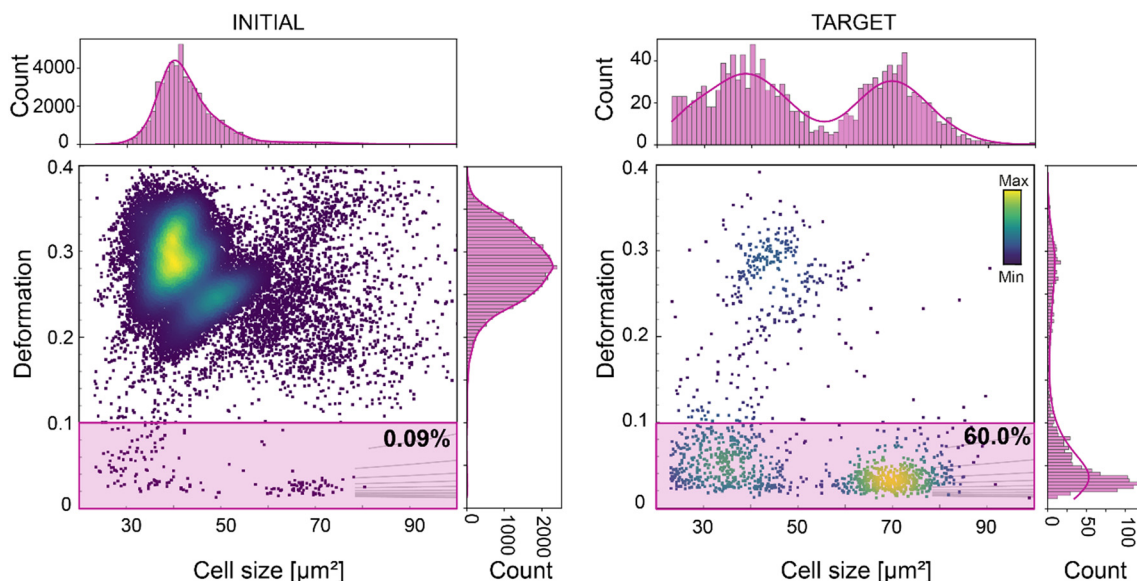 INITIAL
Count
4000
2000
0
Deformation
0.4
0.3
0.2
0.1
0
0.09%
30
50
70
90
Cell size [µm²]
0
1000
2000
Count
TARGET
Count
40
20
0
Deformation
0.4
0.3
0.2
0.1
0
Max
Min
60.0%
30
50
70
90
Cell size [µm²]
0
50
100
Count